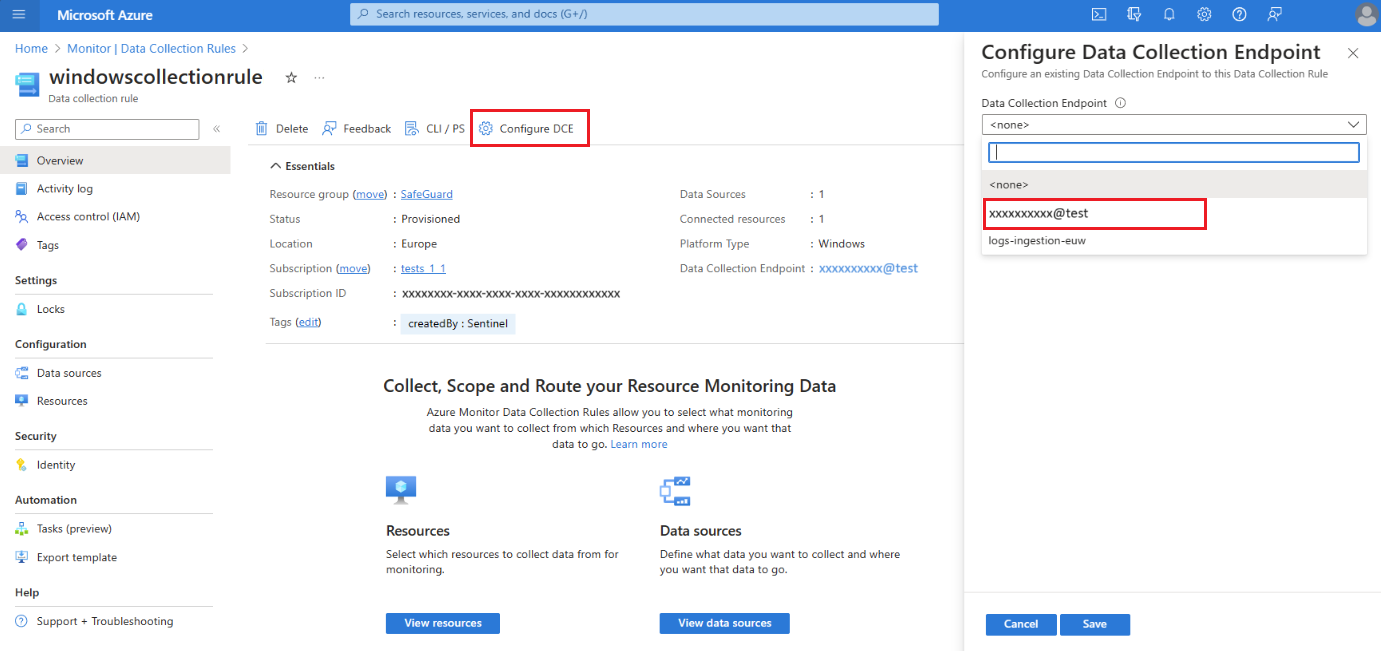 Microsoft Azure
Search resources, services, and docs (G+/)
Home > Monitor | Data Collection Rules >
windowscollectionrule
Data collection rule
Search
Overview
Activity log
Access control (IAM)
Tags
Settings
Locks
Configuration
Data sources
Resources
Security
Identity
Automation
Tasks (preview)
Export template
Help
Support + Troubleshooting
Delete Feedback CLI / PS Configure DCE
Essentials
Resource group (move) : SafeGuard
Status : Provisioned
Location : Europe
Subscription (move) : tests_1_1
Subscription ID : xxxxxxxx-xxxx-xxxx-xxxx-xxxxxxxxxxxx
Tags (edit) : createdBy : Sentinel
Data Sources : 1
Connected resources : 1
Platform Type : Windows
Data Collection Endpoint : xxxxxxxxxx@test
Collect, Scope and Route your Resource Monitoring Data
Azure Monitor Data Collection Rules allow you to select what monitoring
data you want to collect from which Resources and where you want that
data to go. Learn more
Resources
Select which resources to collect data from for
monitoring.
View resources
Data sources
Define what data you want to collect and where
you want that data to go.
View data sources
Configure Data Collection Endpoint
Configure an existing Data Collection Endpoint to this Data Collection Rule
Data Collection Endpoint
<none>
<none>
xxxxxxxxxx@test
logs-ingestion-euw
Cancel Save